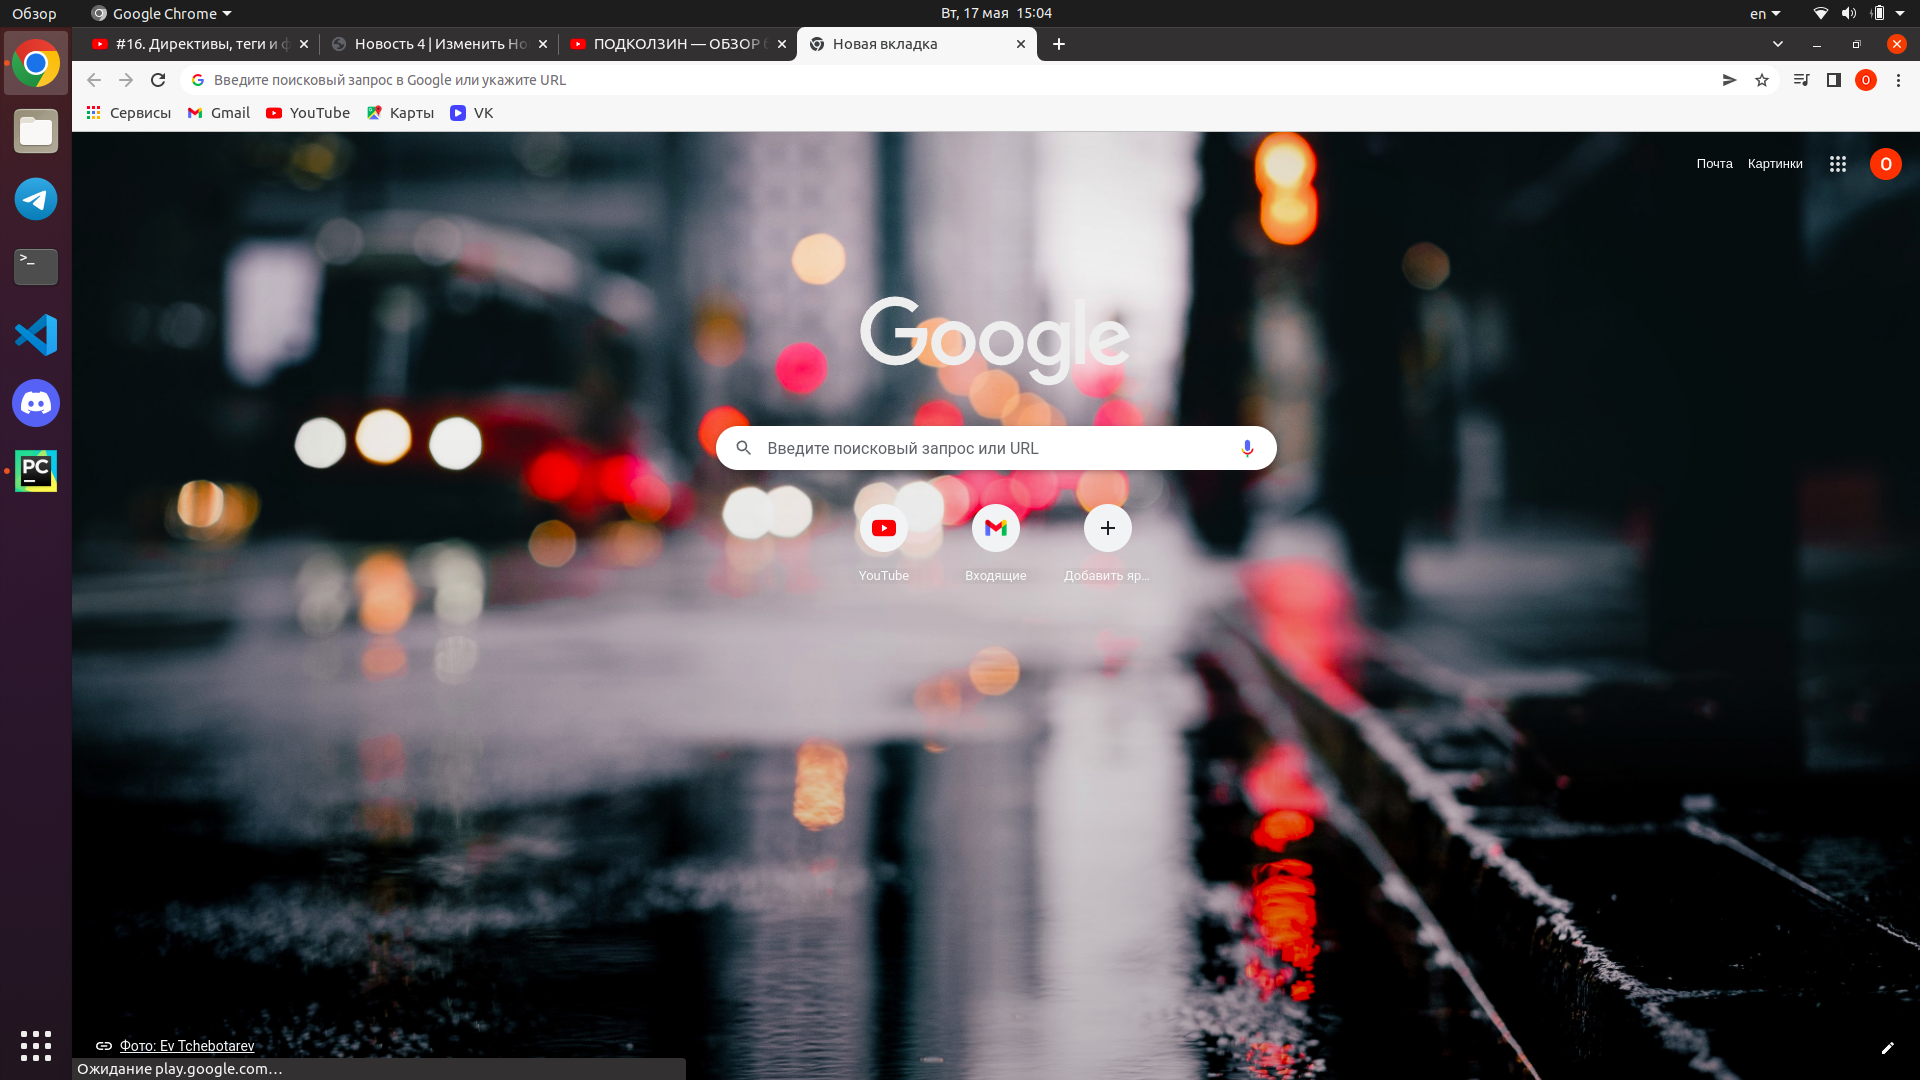 Обзор
Google Chrome
Вт, 17 мая 15:04
en
#16. Директивы, теги и
Новость 4 | Изменить Но
ПОДКОЛЗИН — ОБЗОР
Новая вкладка
Введите поисковый запрос в Google или укажите URL
O
Сервисы
Gmail
YouTube
Карты
VK
Почта
Картинки
O
>_
Google
Введите поисковый запрос или URL
PC
YouTube
Входящие
Добавить яр...
Фото: Ev Tchebotarev
Ожидание play.google.com...